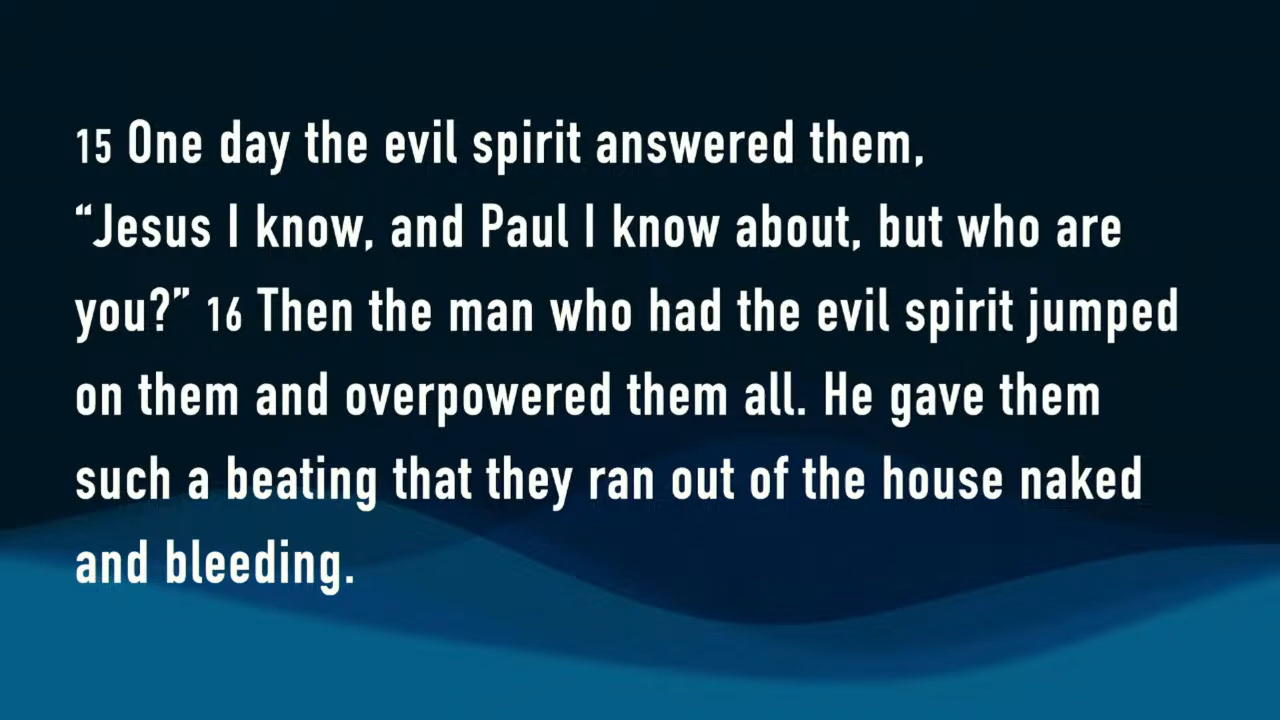 15 One day the evil spirit answered them,
“Jesus I know, and Paul I know about, but who are
you?” 16 Then the man who had the evil spirit jumped
on them and overpowered them all. He gave them
such a beating that they ran out of the house naked
and bleeding.